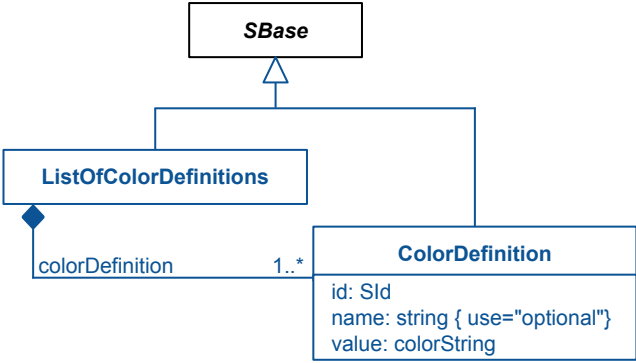 SBase
ListOfColorDefinitions
colorDefinition 1..*
ColorDefinition
id: SId
name: string { use="optional"}
value: colorString